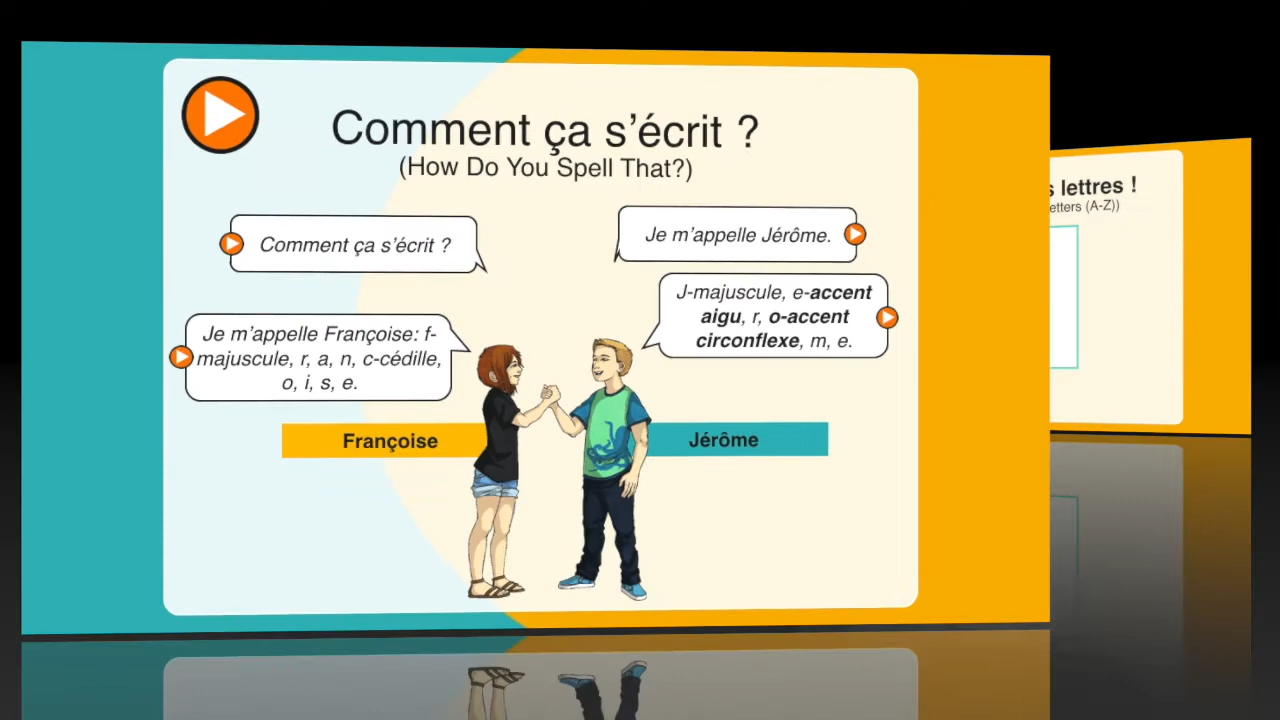 Comment ça s'écrit ?
(How Do You Spell That?)
Comment ça s'écrit ?
Je m'appelle Jérôme.
J-majuscule, e-accent
aigu, r, o-accent
circonflexe, m, e.
Je m'appelle Françoise: f-
majuscule, r, a, n, c-cédille,
o, i, s, e.
Françoise
Jérôme
lettres !
(A-Z))